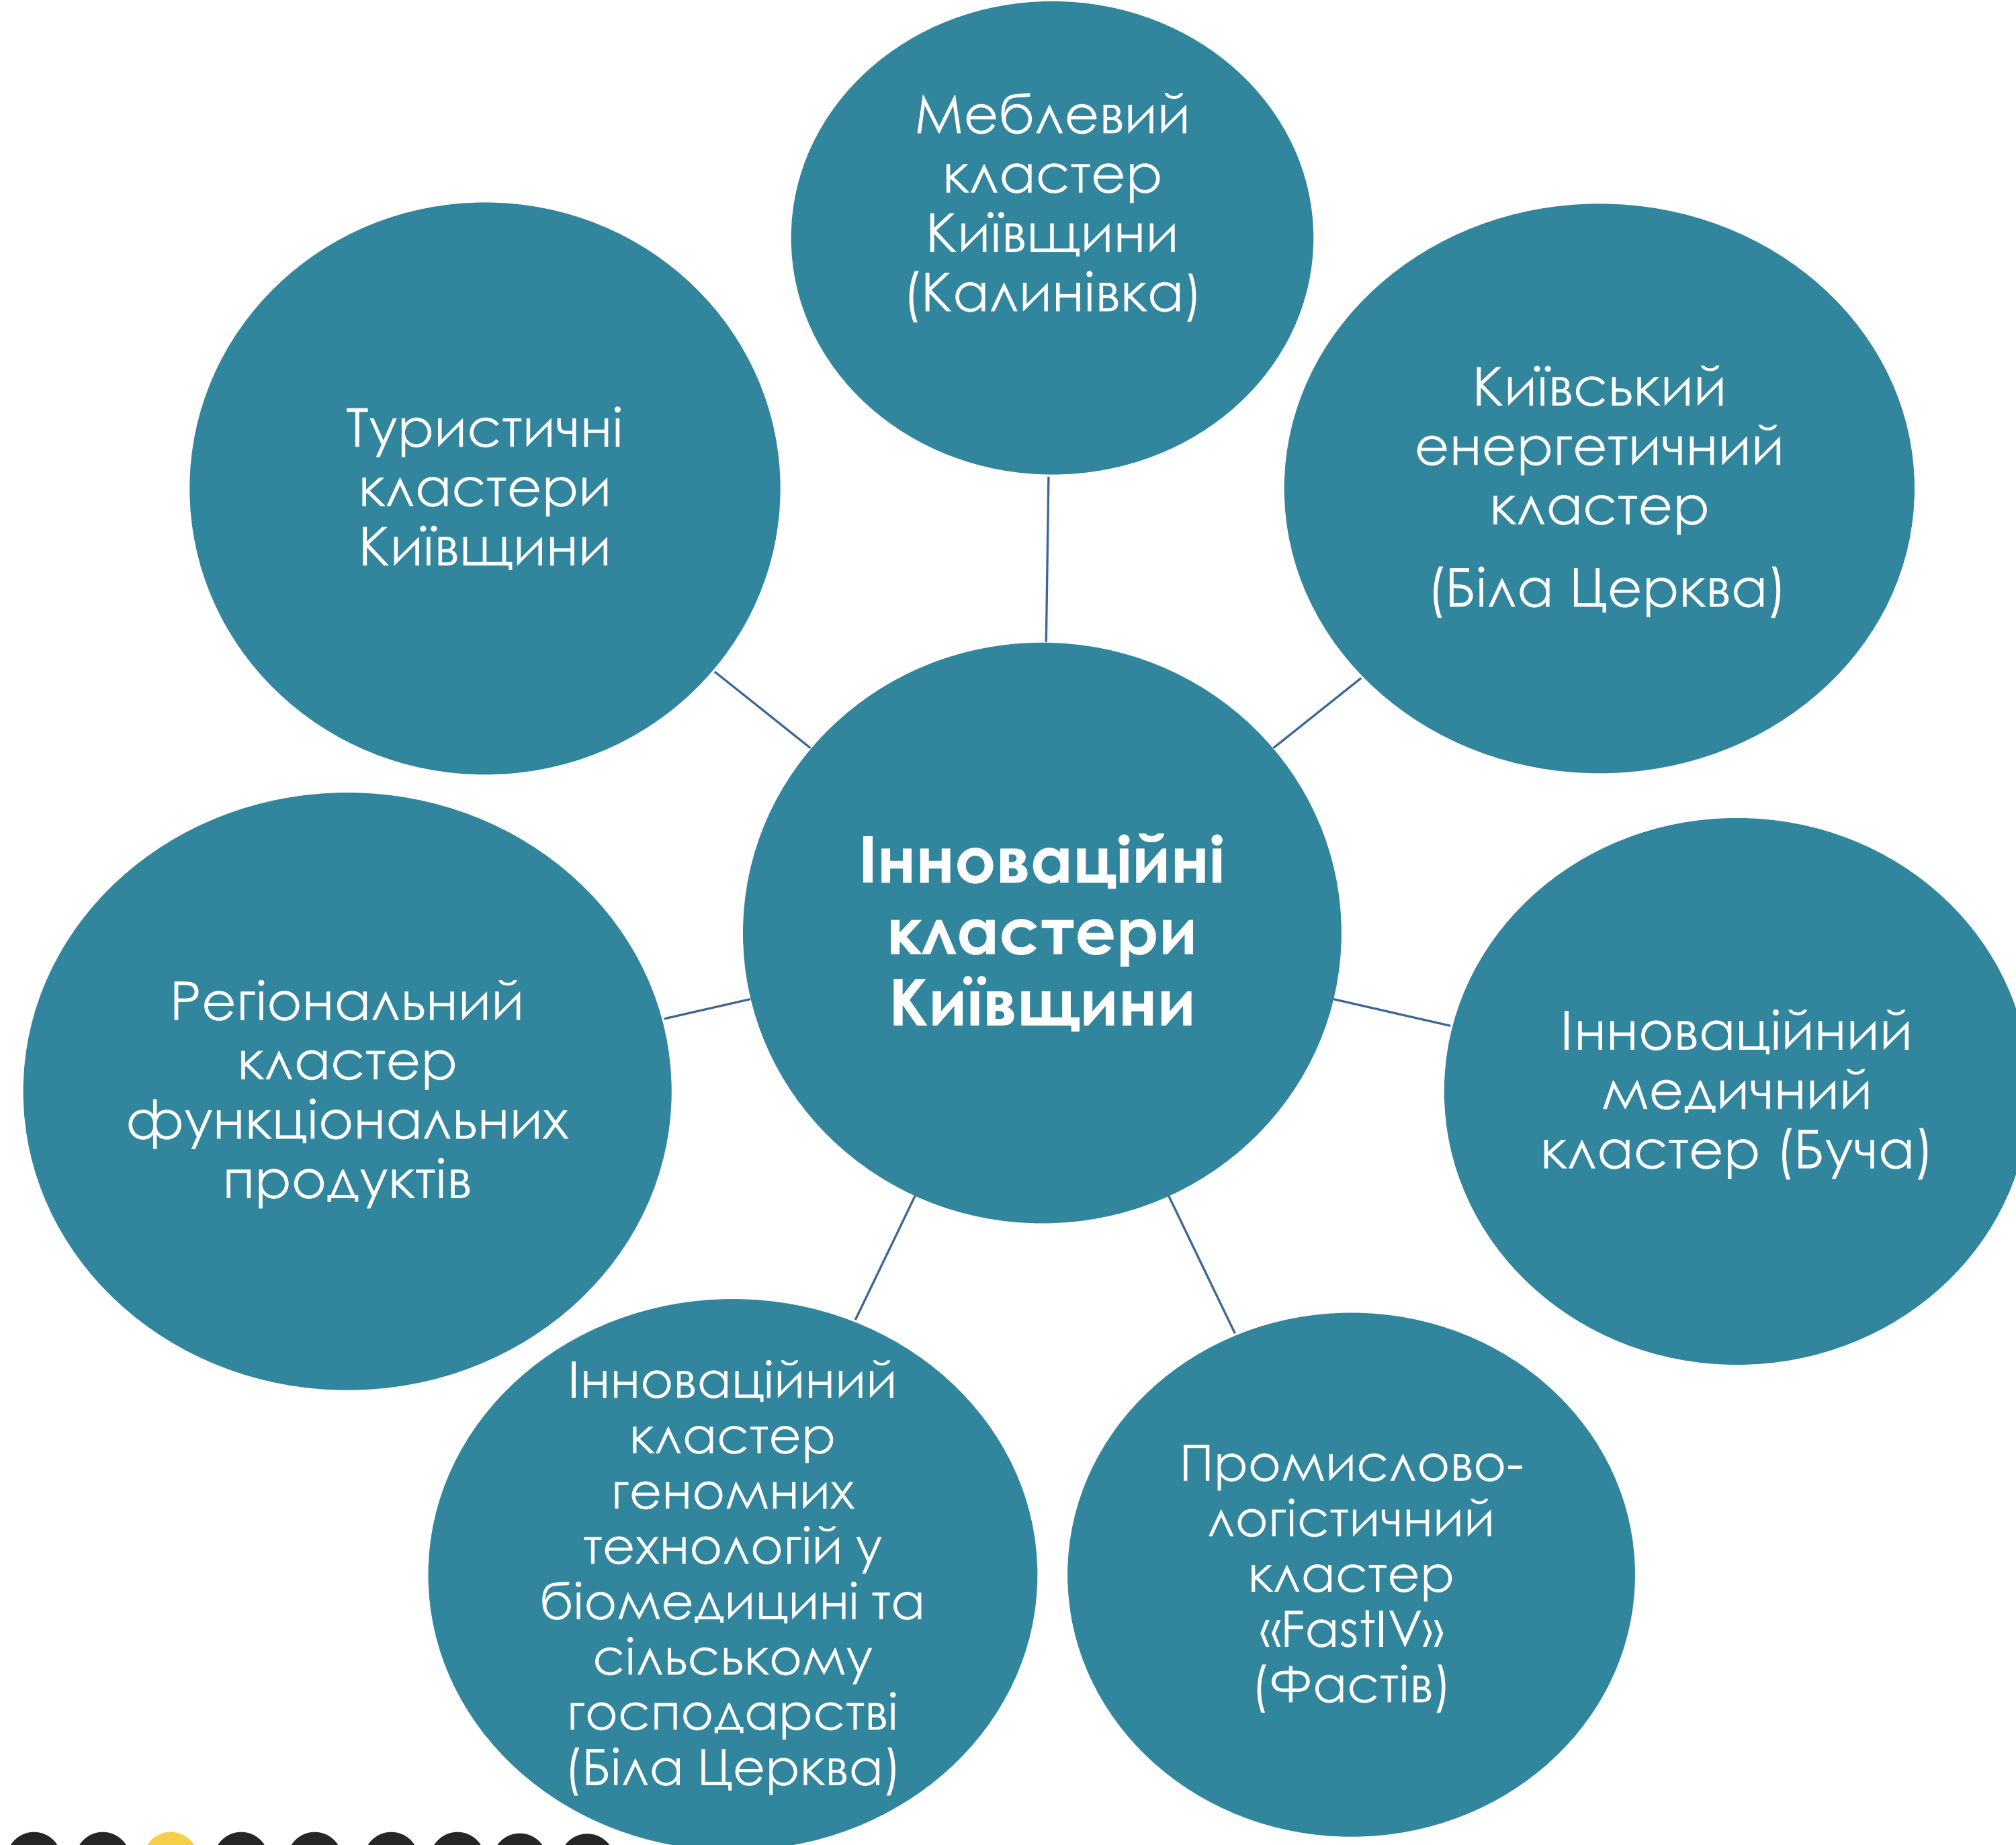 Меблевий
кластер
Київщини
(Калинівка)
Туристичні
кластери
Київщини
Київський
енергетичний
кластер
(Біла Церква)
Інноваційні
кластери
Київщини
Регіональний
кластер
функціональних
продуктів
Інноваційний
медичний
кластер (Буча)
Інноваційний
кластер
геномних
технологій у
біомедицині та
сільському
господарстві
(Біла Церква)
Промислово-
логістичний
кластер
«FastIV»
(Фастів)